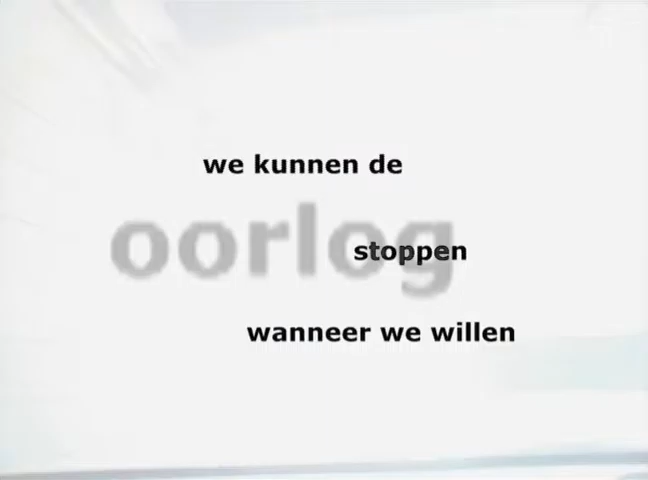 we kunnen de
oorlog
stoppen
wanneer we willen